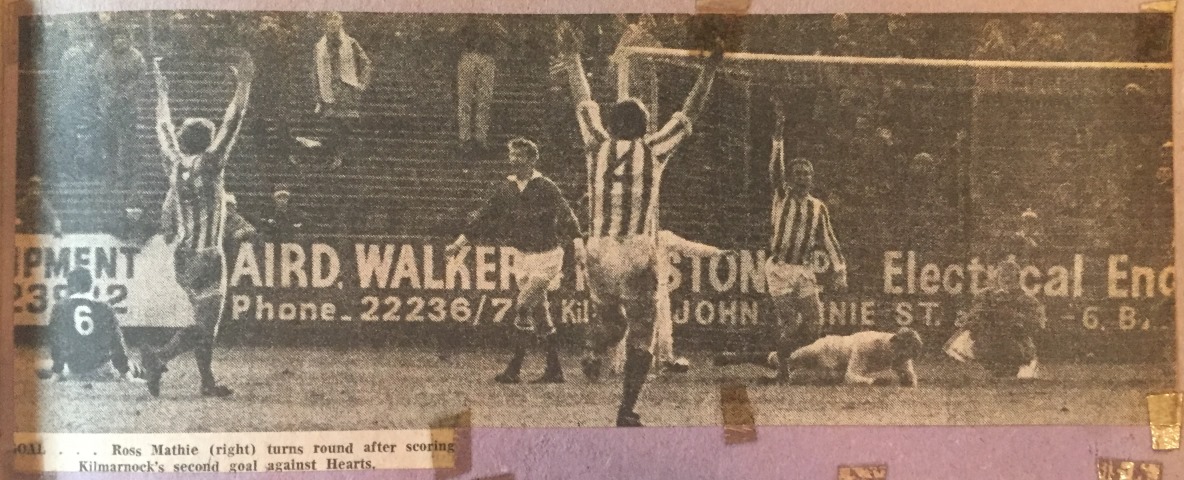 IPMENT
AIRD. WALKER
STON
Electrical Eng
Phone. 22236/7
Kil
JOHN
NIE ST.
6
4
OAL . . . Ross Mathie (right) turns round after scoring
Kilmarnock's second goal against Hearts.